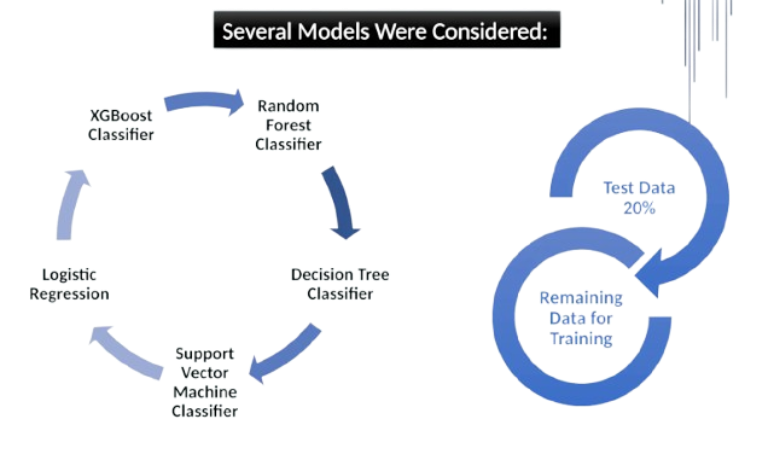 Several Models Were Considered:
XGBoost
Classifier
Random
Forest
Classifier
Decision Tree
Classifier
Support
Vector
Machine
Classifier
Logistic
Regression
Test Data
20%
Remaining
Data for
Training